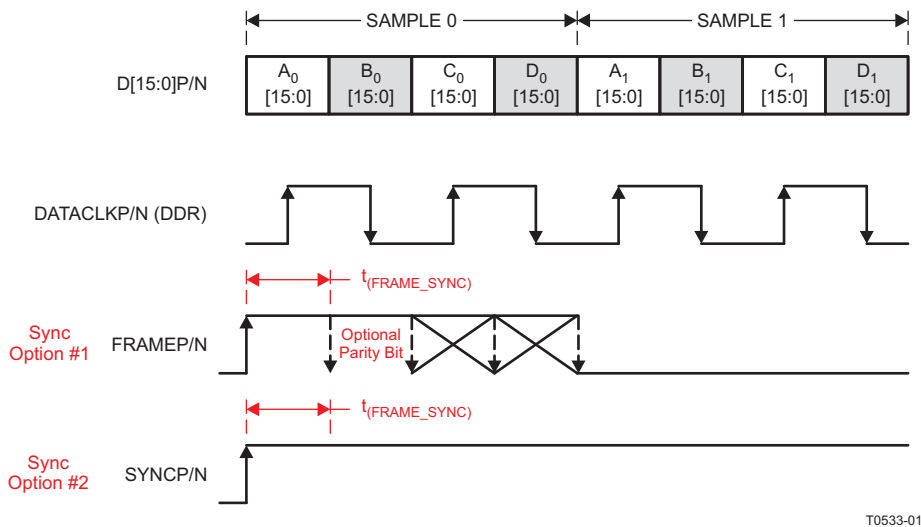 SAMPLE 0 SAMPLE 1
D[15:0]P/N A0 B0 C0 D0 A1 B1 C1 D1
[15:0] [15:0] [15:0] [15:0] [15:0] [15:0] [15:0] [15:0]
DATACLKP/N (DDR)
t(FRAME_SYNC)
Sync
Option #1
FRAMEP/N
Optional
Parity Bit
t(FRAME_SYNC)
Sync
Option #2
SYNCP/N
T0533-01